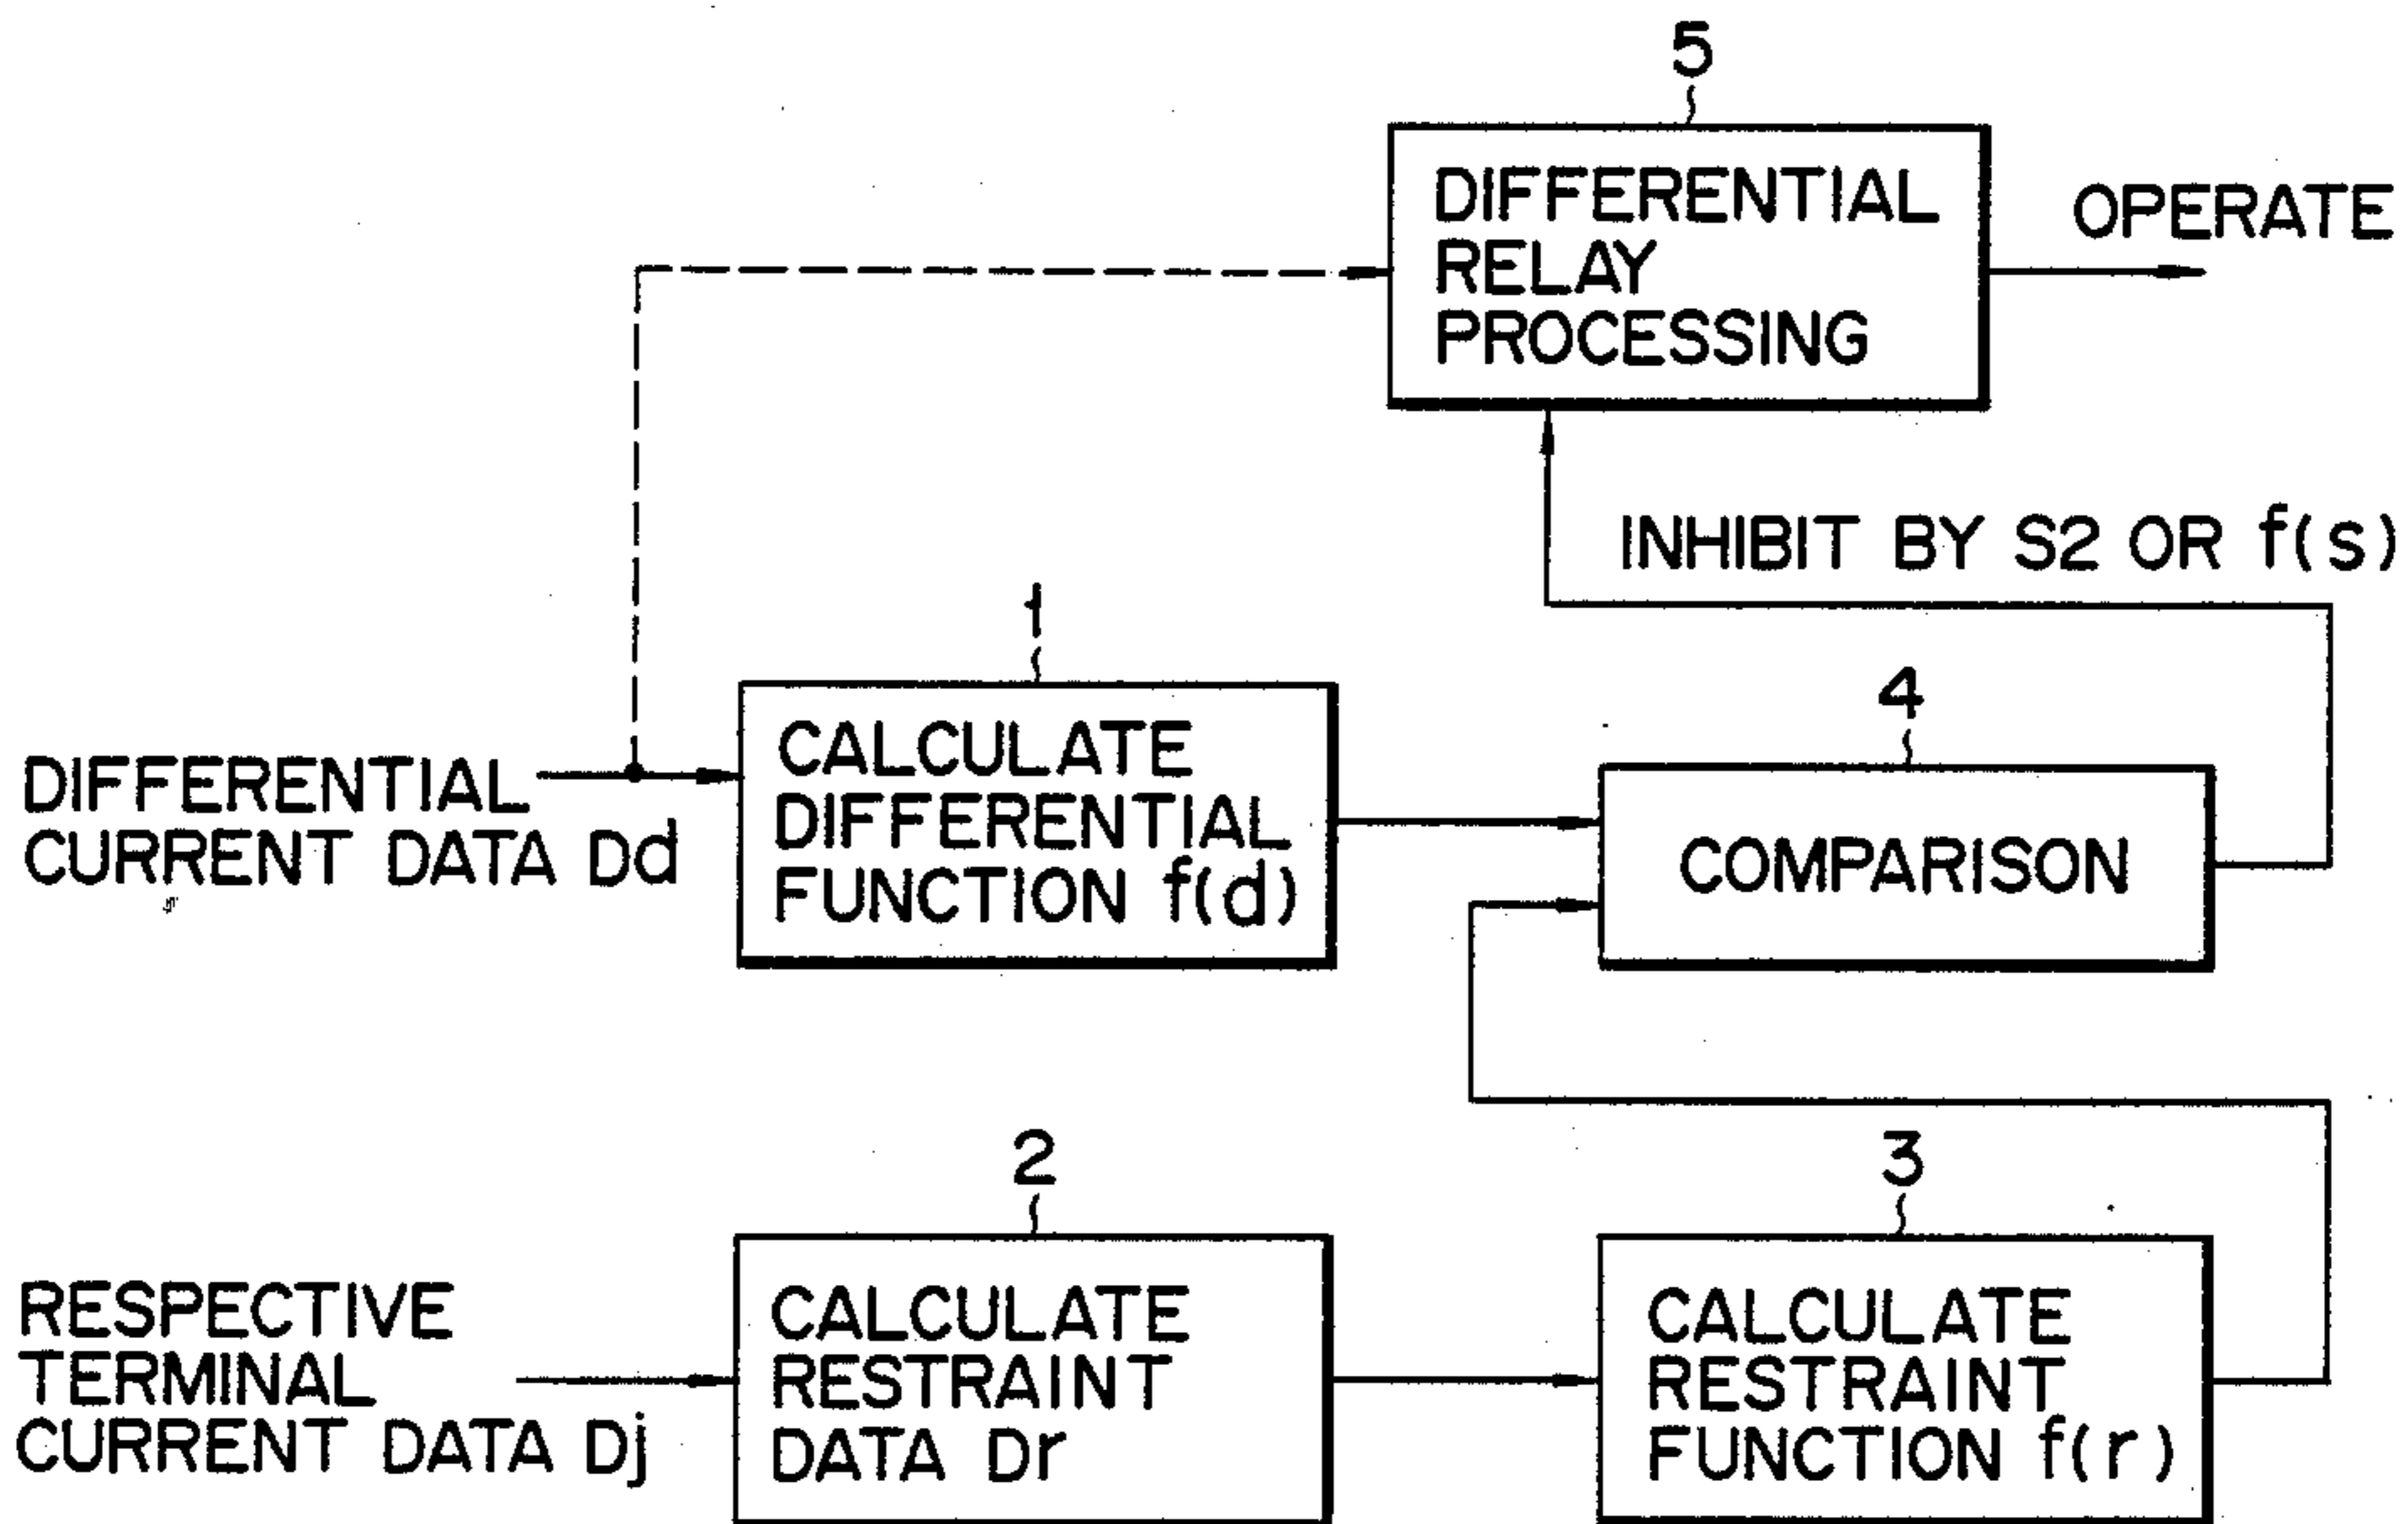 5
DIFFERENTIAL
RELAY
PROCESSING
OPERATE
INHIBIT BY S2 OR f(s)
1
DIFFERENTIAL
CURRENT DATA Dd
CALCULATE
DIFFERENTIAL
FUNCTION f(d)
4
COMPARISON
2
3
RESPECTIVE
TERMINAL
CURRENT DATA Dj
CALCULATE
RESTRAINT
DATA Dr
CALCULATE
RESTRAINT
FUNCTION f(r)